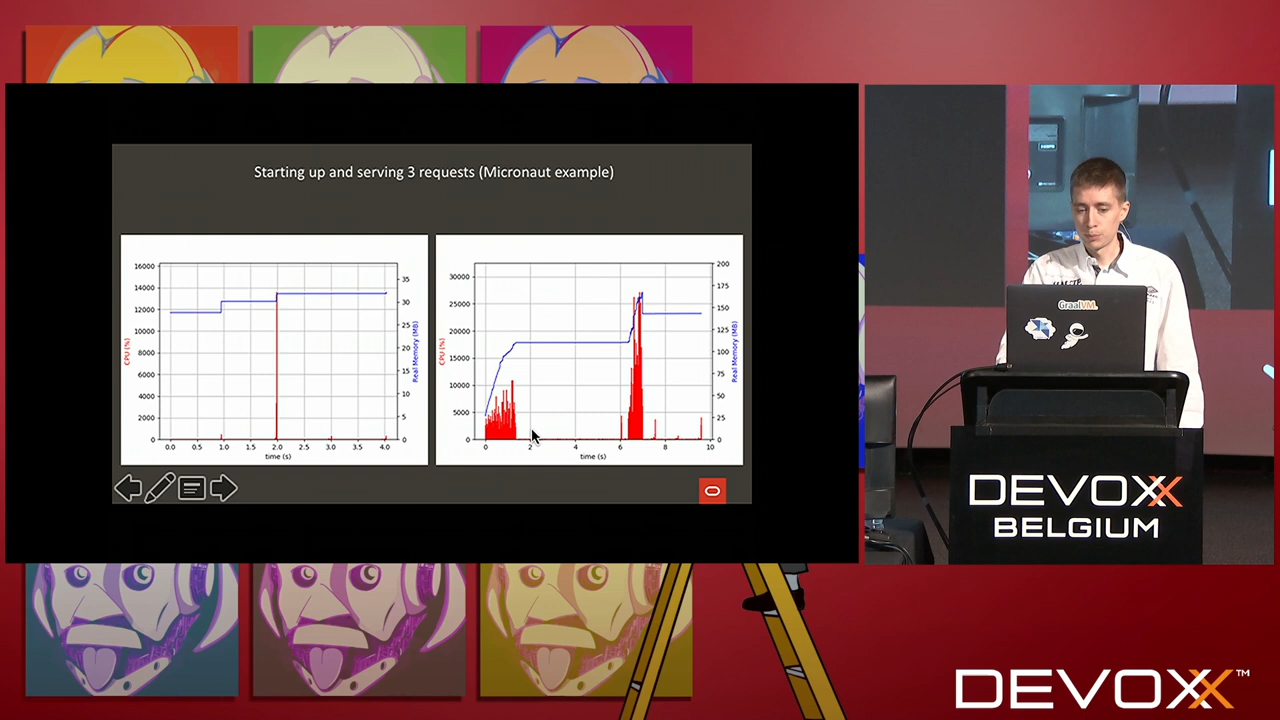 Starting up and serving 3 requests (Micronaut example)
16000
14000
12000
10000
8000
6000
4000
2000
0
CPU (%)
0.0 0.5 1.0 1.5 2.0 2.5 3.0 3.5 4.0
time (s)
35
30
25
20
15
10
5
0
Real Memory (MB)
30000
25000
20000
15000
10000
5000
0
CPU (%)
0 2 4 6 8 10
time (s)
200
175
150
125
100
75
50
25
0
Real Memory (MB)
GraalVM.
DEVOXX
BELGIUM
DEVOXX™